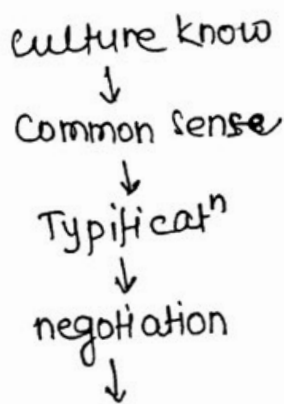 culture know
↓
Common Sense
↓
Typificatⁿ
↓
negotiation
↓